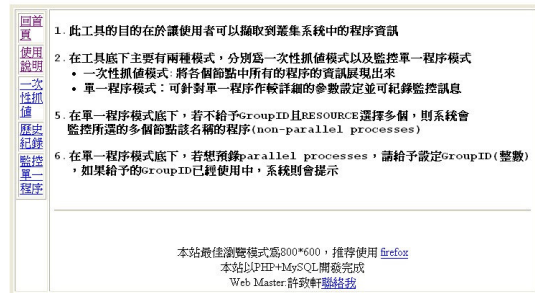 回首
頁
使用
說明
一次
性抓
值
歷史
紀錄
監控
單一
程序
1. 此工具的目的在於讓使用者可以擷取到叢集系統中的程序資訊
2. 在工具底下主要有兩種模式，分別為一次性抓值模式以及監控單一程序模式
• 一次性抓值模式: 將各個節點中所有的程序的資訊展現出來
• 單一程序模式：可針對單一程序作較詳細的參數設定並可紀錄監控訊息
5. 在單一程序模式底下，若不給予GroupID且RESOURCE選擇多個，則系統會
監控所選的多個節點該名稱的程序(non-parallel processes)
6. 在單一程序模式底下，若想預錄parallel processes，請給予設定GroupID(整數)
，如果給予的GroupID已經使用中，系統則會提示
本站最佳瀏覽模式為800*600，推荐使用 firefox
本站以PHP+MySQL開發完成
Web Master:許致軒聯絡我